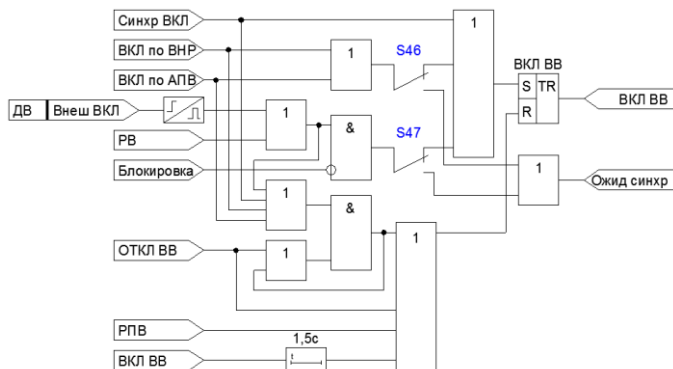 Синхр ВКЛ
1
ВКЛ по ВНР
1
S46
ВКЛ ВВ
ВКЛ по АПВ
S TR
ВКЛ ВВ
ДВ Внеш ВКЛ
1
R
РВ
&
S47
Блокировка
1
Ожид синхр
1
&
ОТКЛ ВВ
1
1
РПВ
1,5с
ВКЛ ВВ
t